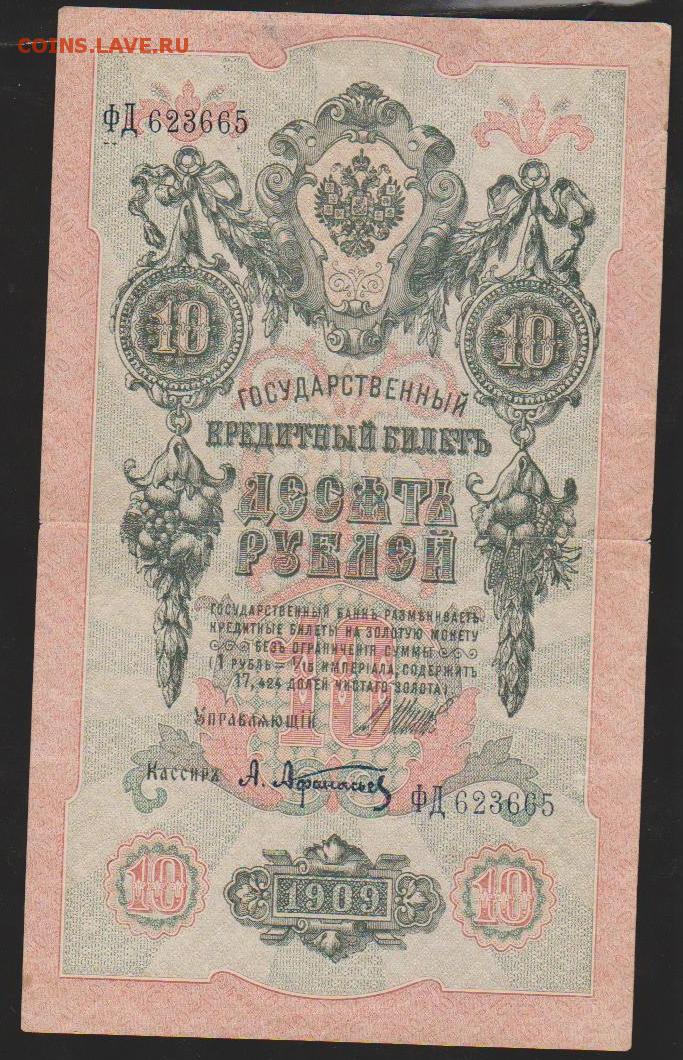 COINS.LAVE.RU
ФД 623665
10
10
ГОСУДАРСТВЕННЫЙ
КРЕДИТНЫЙ БИЛЕТЪ
ДЕСЯТЬ
РУБЛЕЙ
ГОСУДАРСТВЕННЫЙ БАНКЪ РАЗМѢНИВАЕТЪ
КРЕДИТНЫЕ БИЛЕТЫ НА ЗОЛОТУЮ МОНЕТУ
БЕЗЪ ОГРАНИЧЕНІЯ СУММЫ
(1 РУБЛЬ = 1/15 ИМПЕРІАЛА, СОДЕРЖИТЪ
17,424 ДОЛЕЙ ЧИСТАГО ЗОЛОТА)
10
УПРАВЛЯЮЩІЙ
Кассиръ А. Афанасьев
ФД 623665
10
1909
10